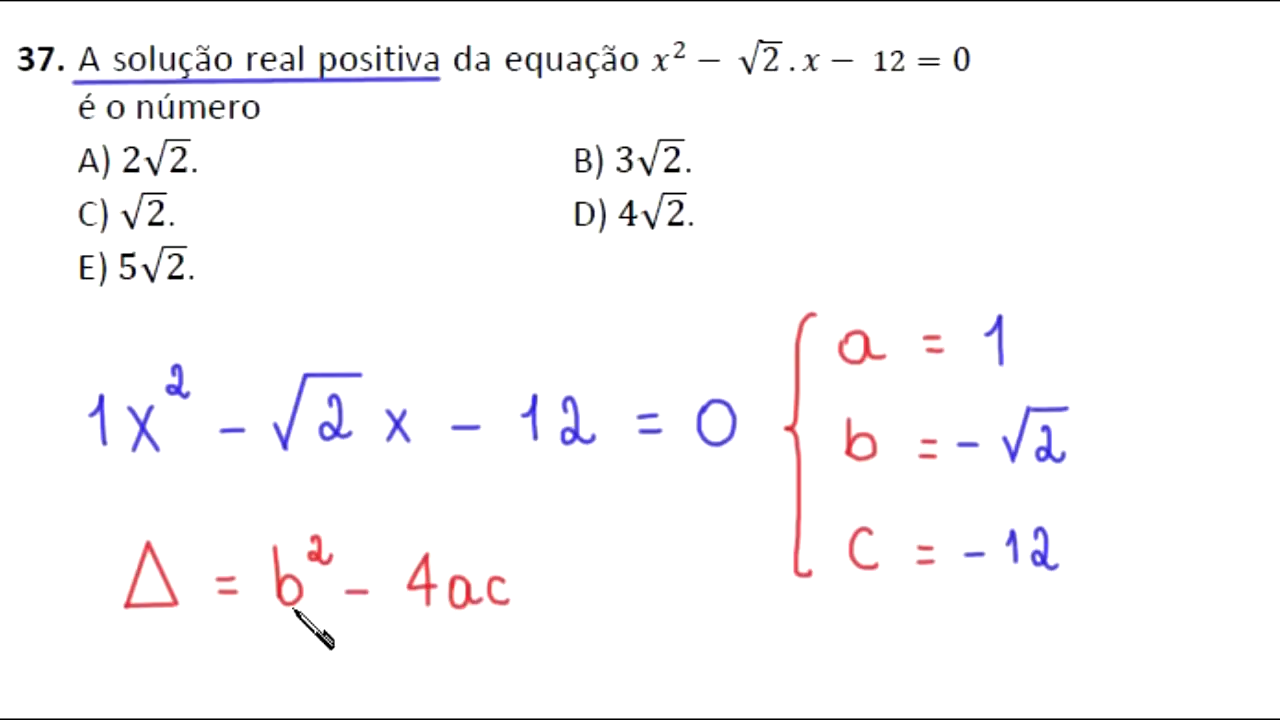 37. A solução real positiva da equação x² − √2 . x − 12 = 0
é o número
A) 2√2. B) 3√2.
C) √2. D) 4√2.
E) 5√2.
a = 1
1x² - √2 x - 12 = 0
b = - √2
c = - 12
Δ = b² - 4ac